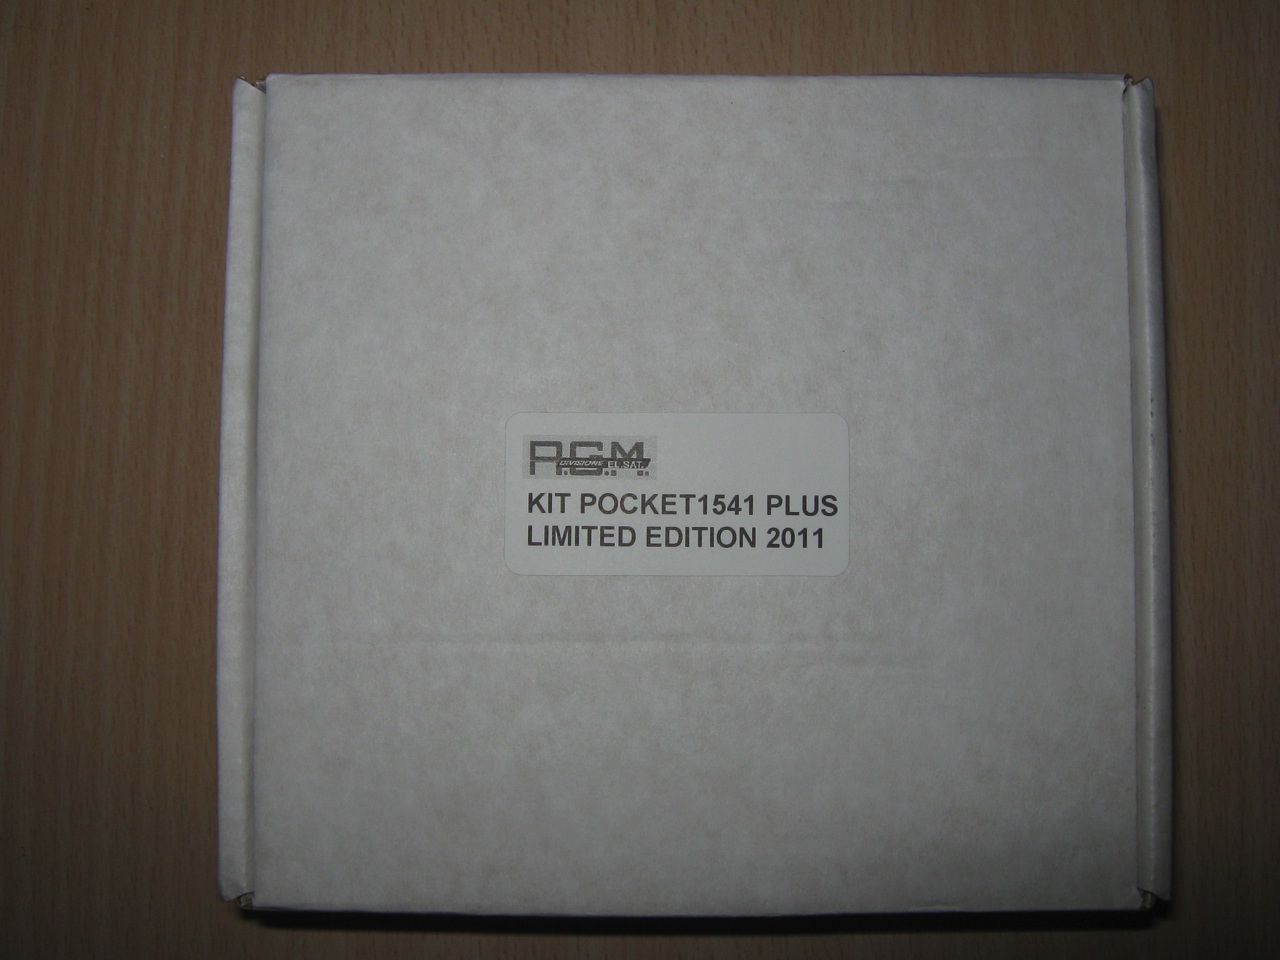 R.G.M.
DIVISIONE EL.SAT.
KIT POCKET1541 PLUS
LIMITED EDITION 2011